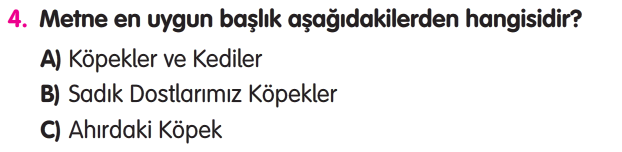 4. Metne en uygun başlık aşağıdakilerden hangisidir?
A) Köpekler ve Kediler
B) Sadık Dostlarımız Köpekler
C) Ahırdaki Köpek